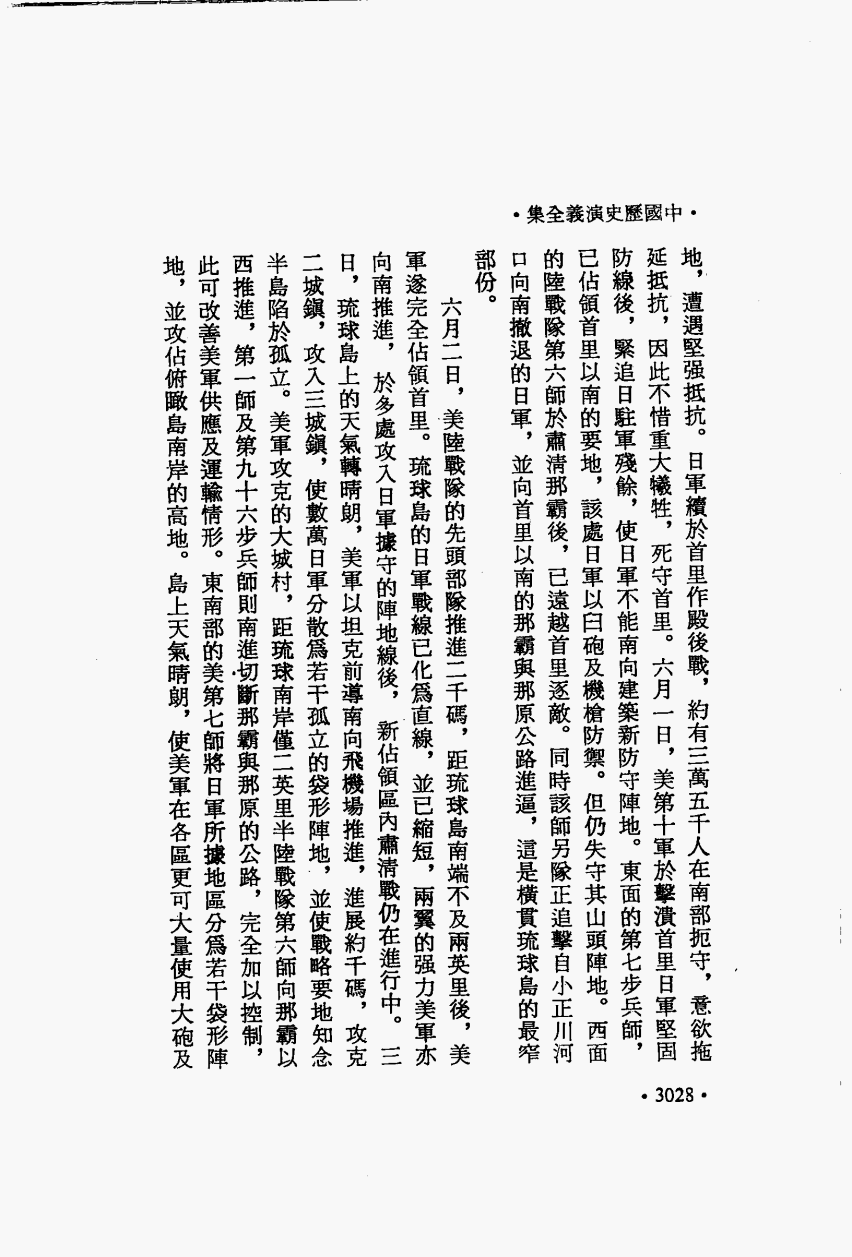 •中國歷史演義全集•
地，遭遇堅强抵抗。日軍續於首里作殿後戰，約有三萬五千人在南部扼守，意欲拖
延抵抗，因此不惜重大犧牲，死守首里。六月一日，美第十軍於擊潰首里日軍堅固
防線後，緊追日駐軍殘餘，使日軍不能南向建築新防守陣地。東面的第七步兵師，
已佔領首里以南的要地，該處日軍以臼砲及機槍防禦。但仍失守其山頭陣地。西面
的陸戰隊第六師於肅清那霸後，已遠越首里逐敵。同時該師另隊正追擊自小正川河
口向南撤退的日軍，並向首里以南的那霸與那原公路進逼，這是橫貫琉球島的最窄
部份。
六月二日，美陸戰隊的先頭部隊推進二千碼，距琉球島南端不及兩英里後，美
軍遂完全佔領首里。琉球島的日軍戰線已化爲直線，並已縮短，兩翼的强力美軍亦
向南推進，於多處攻入日軍據守的陣地線後，新佔領區內肅清戰仍在進行中。三
日，琉球島上的天氣轉晴朗，美軍以坦克前導南向飛機場推進，進展約千碼，攻克
二城鎭，攻入三城鎭，使數萬日軍分散爲若干孤立的袋形陣地，並使戰略要地知念
半島陷於孤立。美軍攻克的大城村，距琉球南岸僅二英里半陸戰隊第六師向那霸以
西推進，第一師及第九十六步兵師則南進切斷那霸與那原的公路，完全加以控制，
此可改善美軍供應及運輸情形。東南部的美第七師將日軍所據地區分爲若干袋形陣
地，並攻佔俯瞰島南岸的高地。島上天氣晴朗，使美軍在各區更可大量使用大砲及
•3028•